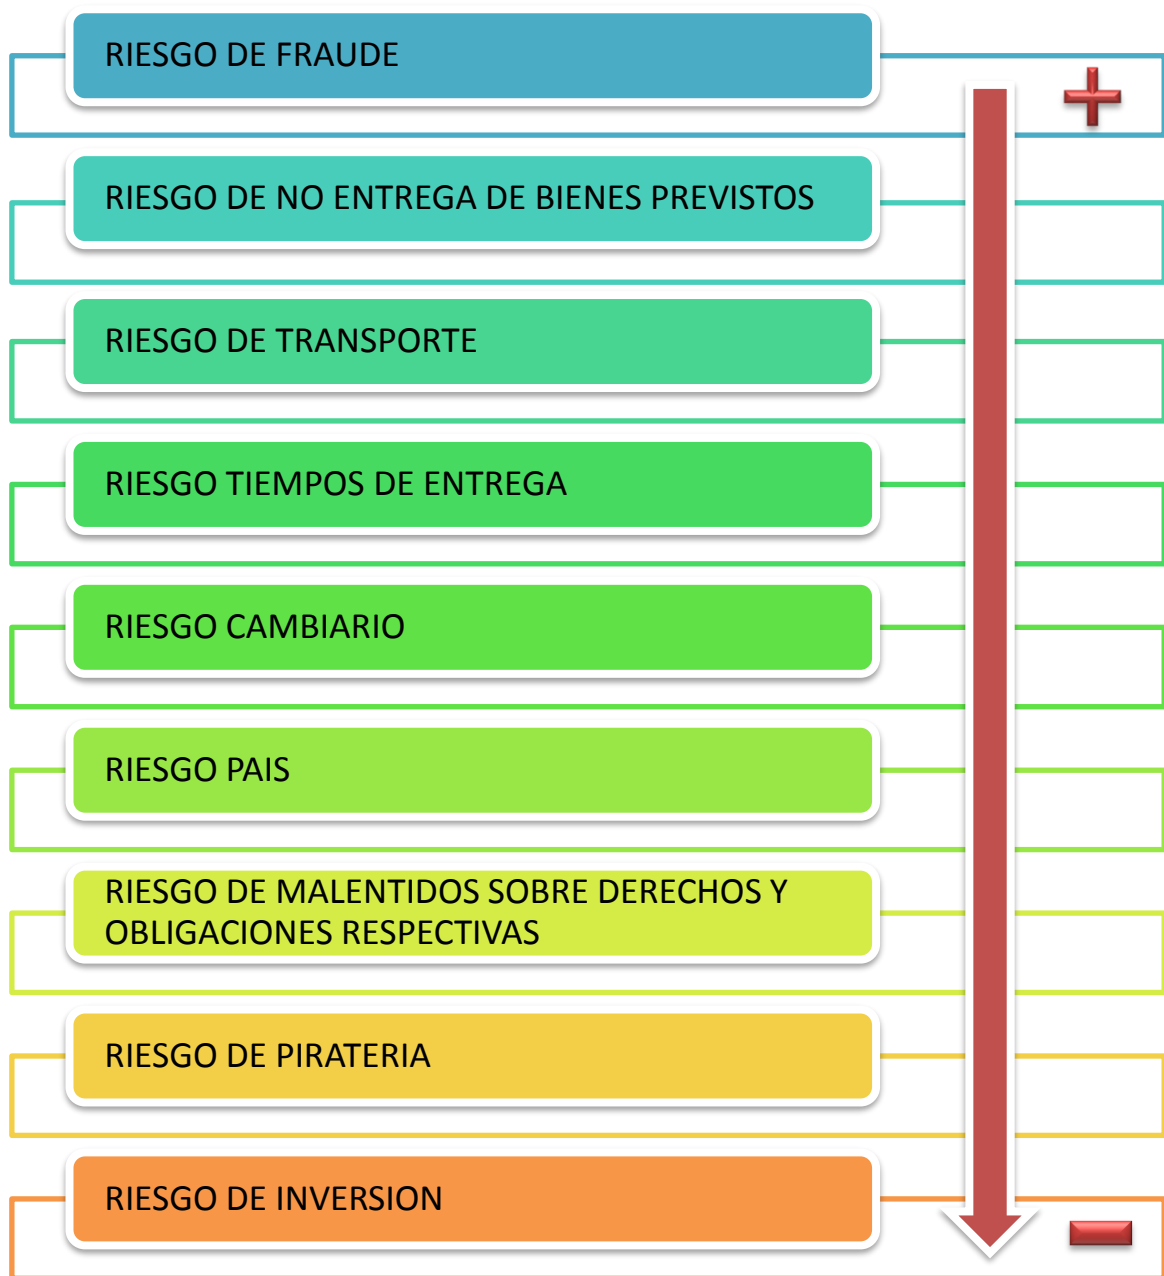 RIESGO DE FRAUDE
RIESGO DE NO ENTREGA DE BIENES PREVISTOS
RIESGO DE TRANSPORTE
RIESGO TIEMPOS DE ENTREGA
RIESGO CAMBIARIO
RIESGO PAIS
RIESGO DE MALENTIDOS SOBRE DERECHOS Y
OBLIGACIONES RESPECTIVAS
RIESGO DE PIRATERIA
RIESGO DE INVERSION